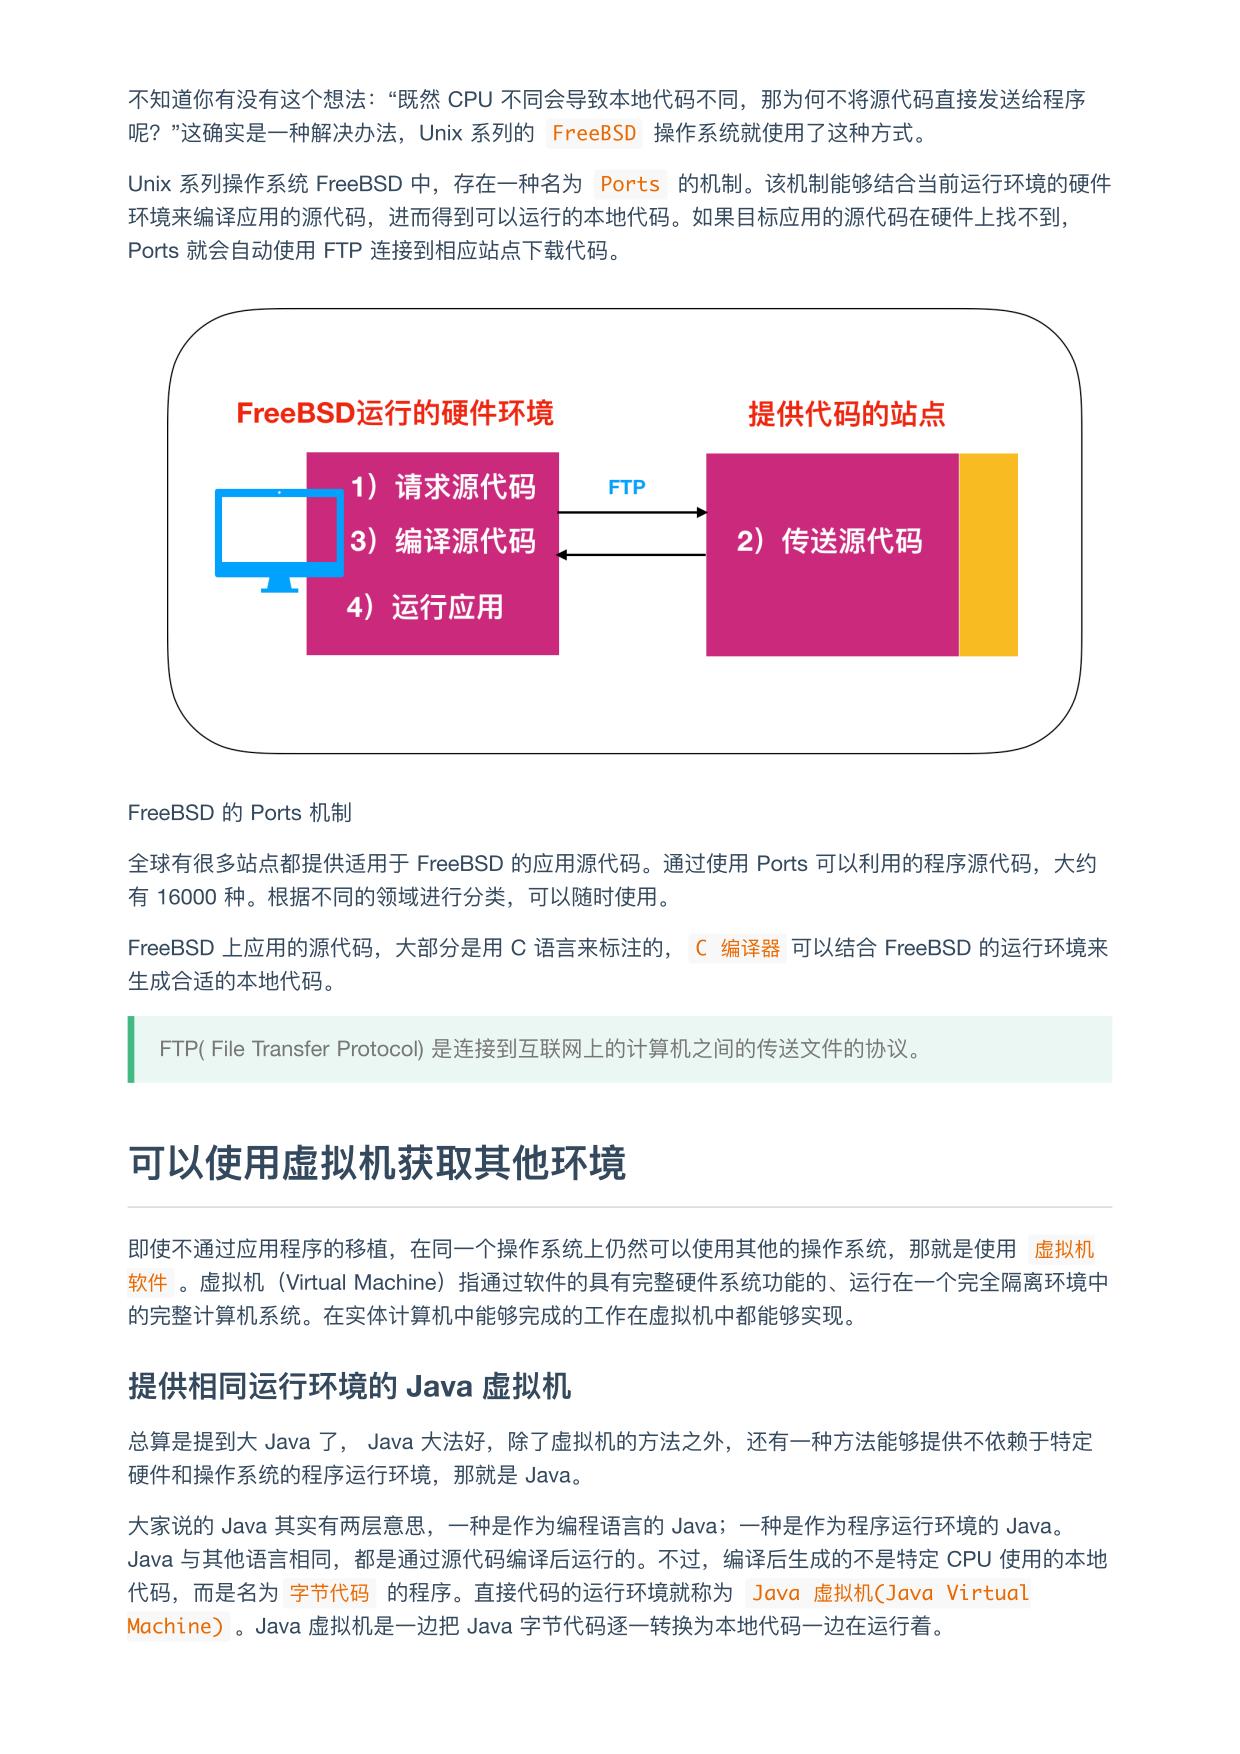 不知道你有没有这个想法：“既然 CPU 不同会导致本地代码不同，那为何不将源代码直接发送给程序
呢？”这确实是一种解决办法，Unix 系列的 FreeBSD 操作系统就使用了这种方式。
Unix 系列操作系统 FreeBSD 中，存在一种名为 Ports 的机制。该机制能够结合当前运行环境的硬件
环境来编译应用的源代码，进而得到可以运行的本地代码。如果目标应用的源代码在硬件上找不到，
Ports 就会自动使用 FTP 连接到相应站点下载代码。
FreeBSD运行的硬件环境
提供代码的站点
1）请求源代码
FTP
3）编译源代码
2）传送源代码
4）运行应用
FreeBSD 的 Ports 机制
全球有很多站点都提供适用于 FreeBSD 的应用源代码。通过使用 Ports 可以利用的程序源代码，大约
有 16000 种。根据不同的领域进行分类，可以随时使用。
FreeBSD 上应用的源代码，大部分是用 C 语言来标注的， C 编译器 可以结合 FreeBSD 的运行环境来
生成合适的本地代码。
FTP( File Transfer Protocol) 是连接到互联网上的计算机之间的传送文件的协议。
可以使用虚拟机获取其他环境
即使不通过应用程序的移植，在同一个操作系统上仍然可以使用其他的操作系统，那就是使用 虚拟机
软件 。虚拟机（Virtual Machine）指通过软件的具有完整硬件系统功能的、运行在一个完全隔离环境中
的完整计算机系统。在实体计算机中能够完成的工作在虚拟机中都能够实现。
提供相同运行环境的 Java 虚拟机
总算是提到大 Java 了， Java 大法好，除了虚拟机的方法之外，还有一种方法能够提供不依赖于特定
硬件和操作系统的程序运行环境，那就是 Java。
大家说的 Java 其实有两层意思，一种是作为编程语言的 Java；一种是作为程序运行环境的 Java。
Java 与其他语言相同，都是通过源代码编译后运行的。不过，编译后生成的不是特定 CPU 使用的本地
代码，而是名为 字节代码 的程序。直接代码的运行环境就称为 Java 虚拟机(Java Virtual
Machine) 。Java 虚拟机是一边把 Java 字节代码逐一转换为本地代码一边在运行着。